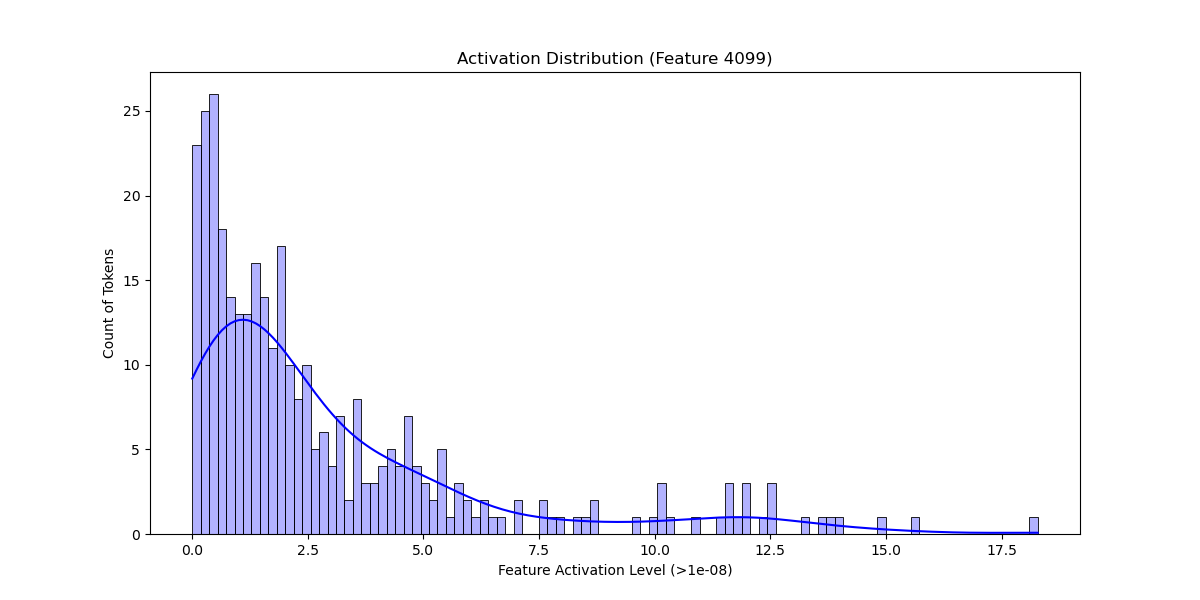 Activation Distribution (Feature 4099)
25
20
15
10
5
0
Count of Tokens
0.0 2.5 5.0 7.5 10.0 12.5 15.0 17.5
Feature Activation Level (>1e-08)